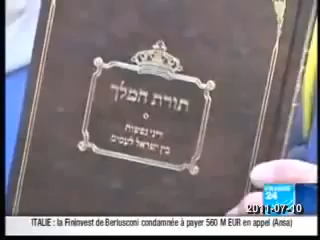 תורת המלך
דיני נפשות
בין ישראל לעמים
FRANCE
24
2011-07-10
ITALIE : la Fininvest de Berlusconi condamnée à payer 560 M EUR en appel (Ansa)